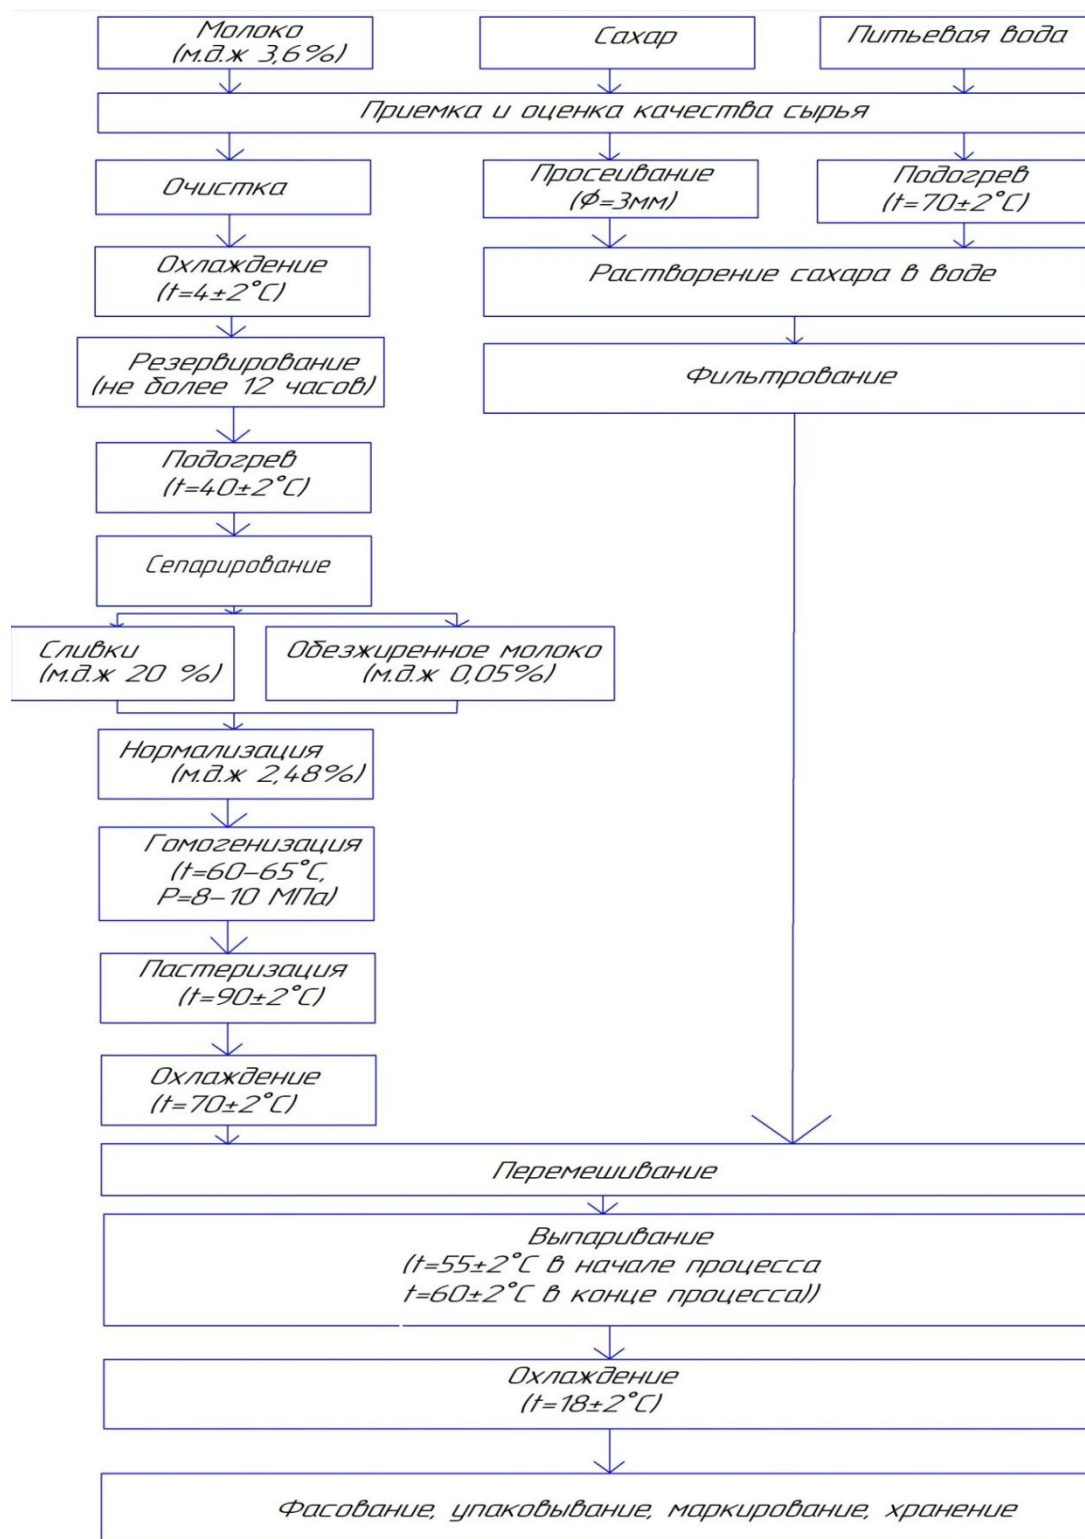 Молоко
(м.д.ж 3,6%)
Сахар
Питьевая вода
Приемка и оценка качества сырья
Очистка
Просеивание
(Ф=3мм)
Подогрев
(t=70±2°С)
Охлаждение
(t=4±2°С)
Растворение сахара в воде
Резервирование
(не более 12 часов)
Фильтрование
Подогрев
(t=40±2°С)
Сепарирование
Сливки
(м.д.ж 20 %)
Обезжиренное молоко
(м.д.ж 0,05%)
Нормализация
(м.д.ж 2,48%)
Гомогенизация
(t=60–65°С,
Р=8–10 МПа)
Пастеризация
(t=90±2°С)
Охлаждение
(t=70±2°С)
Перемешивание
Выпаривание
(t=55±2°С в начале процесса
t=60±2°С в конце процесса))
Охлаждение
(t=18±2°С)
Фасование, упаковывание, маркирование, хранение